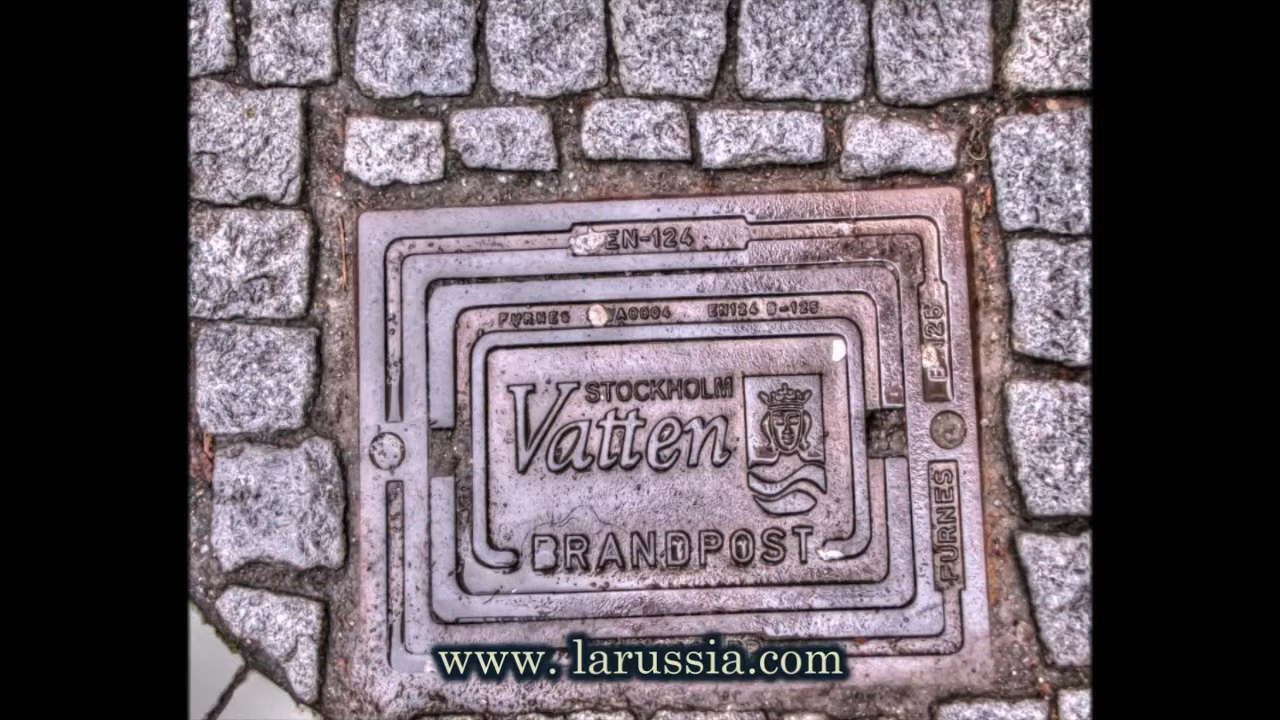 EN-124
FURNES
EN124 B-125
B-125
STOCKHOLM
Vatten
BRANDPOST
FURNES
www. larussia.com